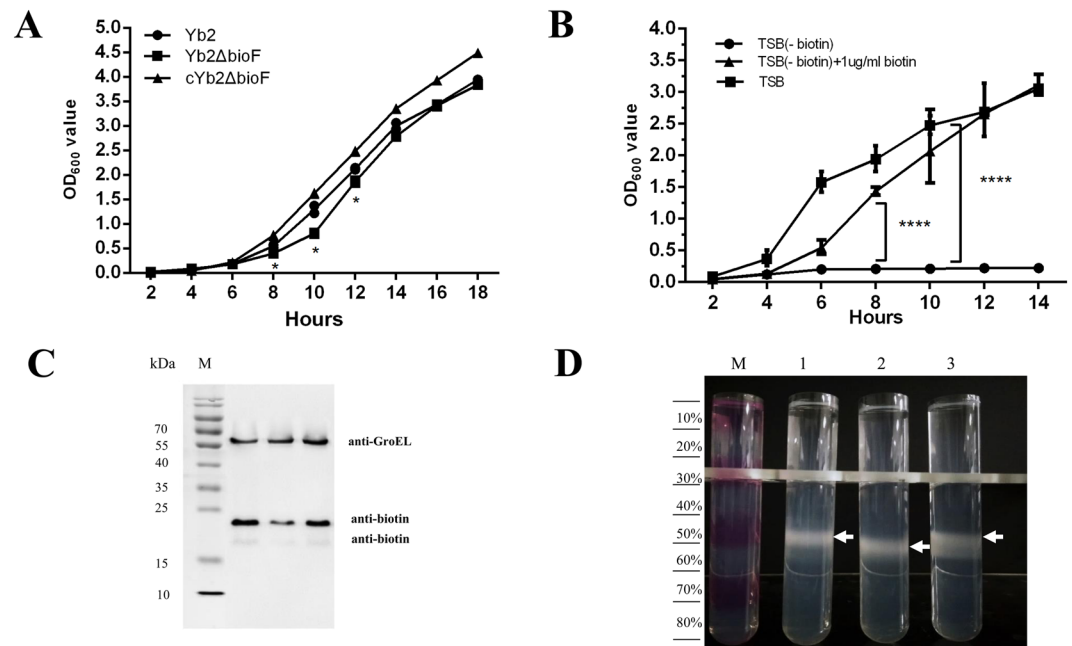 A
5.0
4.5
4.0
3.5
3.0
2.5
2.0
1.5
1.0
0.5
0.0
OD600 value
Yb2
Yb2ΔbioF
cYb2ΔbioF
*
*
*
2 4 6 8 10 12 14 16 18
Hours
B
4.0
3.5
3.0
2.5
2.0
1.5
1.0
0.5
0.0
OD600 value
TSB(- biotin)
TSB(- biotin)+1ug/ml biotin
TSB
****
****
2 4 6 8 10 12 14
Hours
C
kDa M
70
55
40
35
25
15
10
anti-GroEL
anti-biotin
anti-biotin
D
M 1 2 3
10%
20%
30%
40%
50%
60%
70%
80%